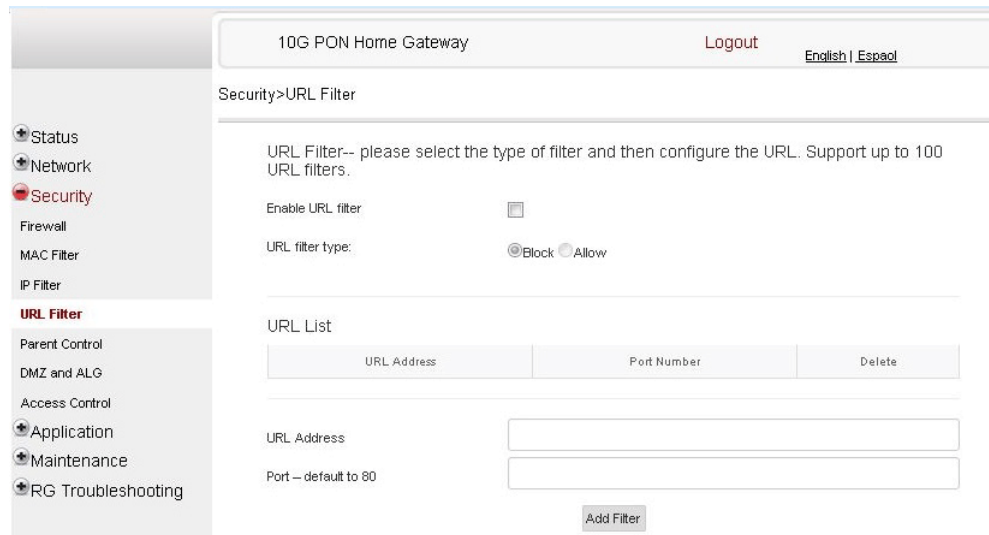 10G PON Home Gateway
Logout
English | Espaol
Security>URL Filter
Status
Network
Security
Firewall
MAC Filter
IP Filter
URL Filter
Parent Control
DMZ and ALG
Access Control
Application
Maintenance
RG Troubleshooting
URL Filter-- please select the type of filter and then configure the URL. Support up to 100
URL filters.
Enable URL filter
URL filter type:
Block Allow
URL List
URL Address Port Number Delete
URL Address
Port -- default to 80
Add Filter